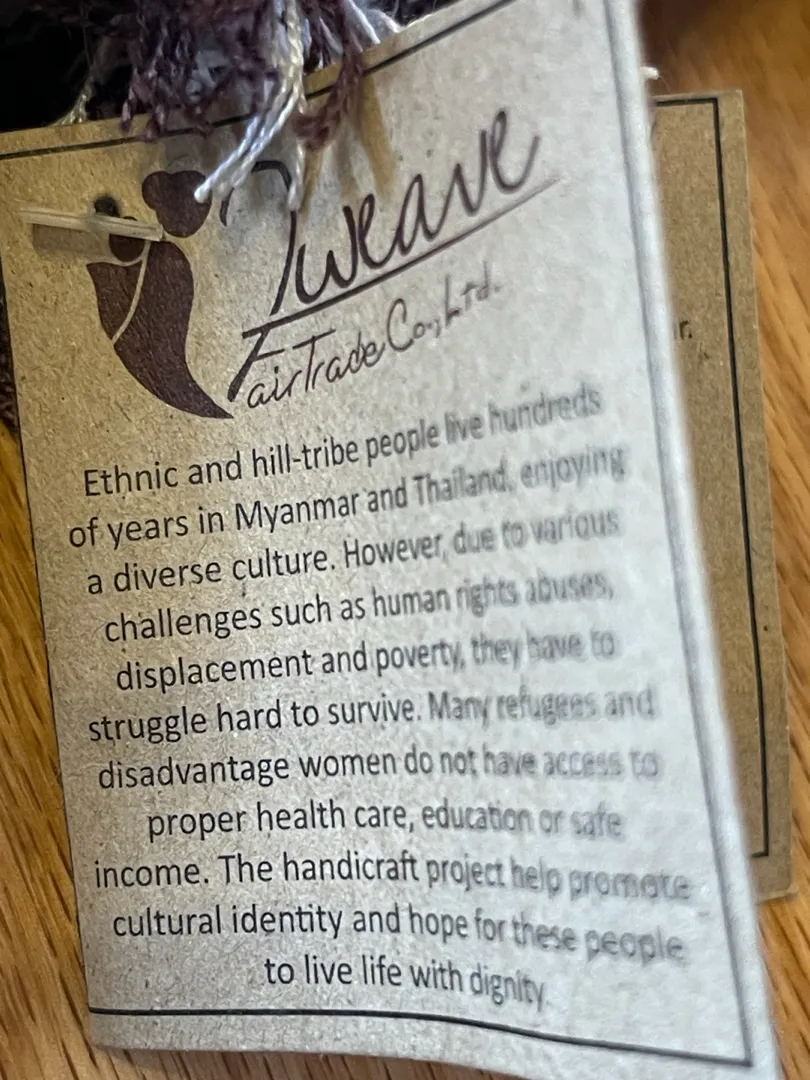 weave
FairTrade Co., Ltd.
Ethnic and hill-tribe people live hundreds
of years in Myanmar and Thailand, enjoying
a diverse culture. However, due to various
challenges such as human rights abuses,
displacement and poverty, they have to
struggle hard to survive. Many refugees and
disadvantage women do not have access to
proper health care, education or safe
income. The handicraft project help promote
cultural identity and hope for these people
to live life with dignity.